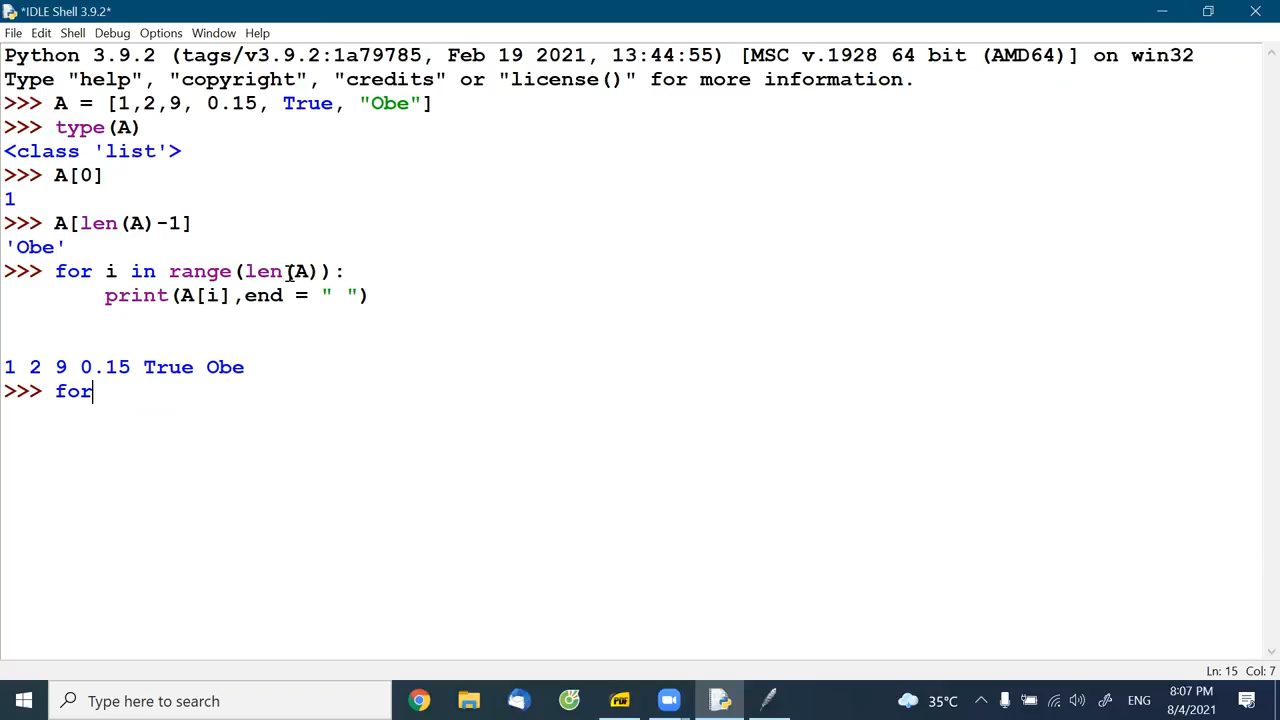 *IDLE Shell 3.9.2*
File Edit Shell Debug Options Window Help
Python 3.9.2 (tags/v3.9.2:1a79785, Feb 19 2021, 13:44:55) [MSC v.1928 64 bit (AMD64)] on win32
Type "help", "copyright", "credits" or "license()" for more information.
>>> A = [1,2,9, 0.15, True, "Obe"]
>>> type(A)
<class 'list'>
>>> A[0]
1
>>> A[len(A)-1]
'Obe'
>>> for i in range(len(A)):
        print(A[i],end = " ")
1 2 9 0.15 True Obe
>>> for
Ln: 15 Col: 7
Type here to search
PDF
35°C
ENG
8:07 PM
8/4/2021